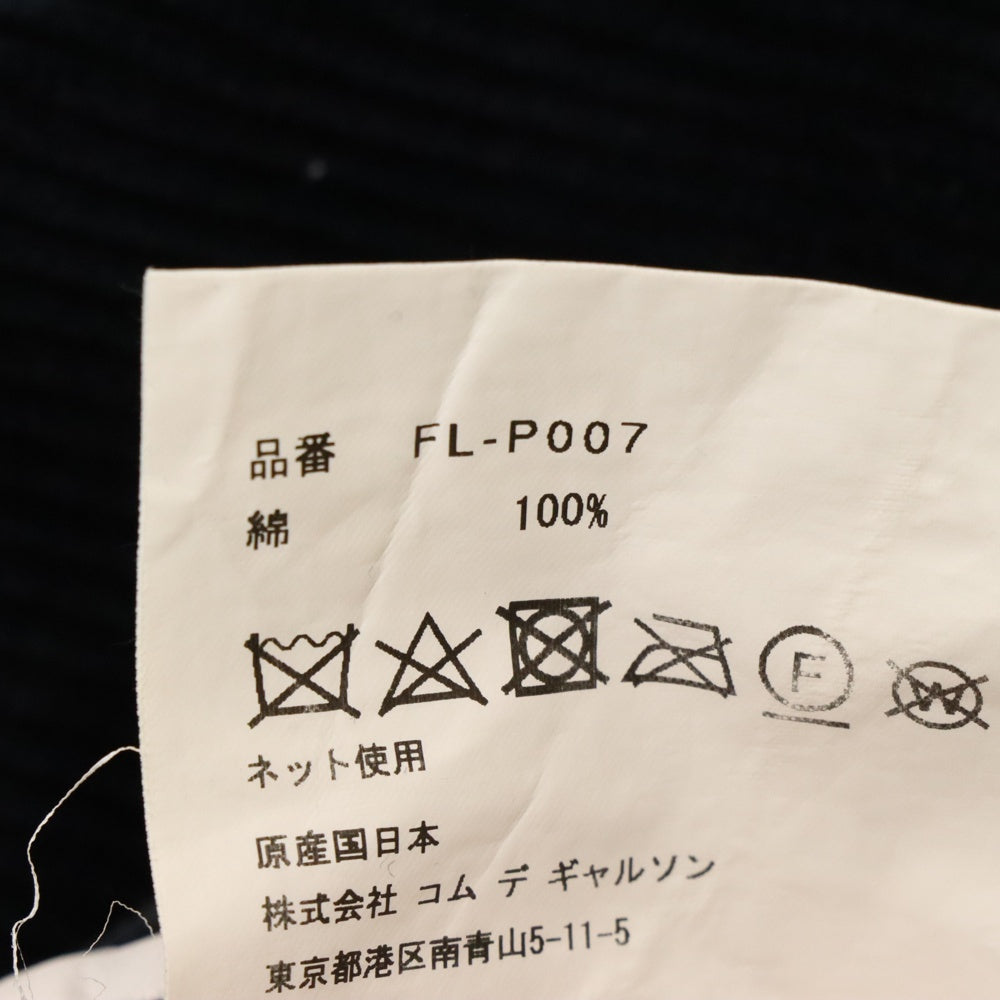 品番 FL-P007
綿 100%
F W
ネット使用
原産国日本
株式会社 コム デ ギャルソン
東京都港区南青山5-11-5